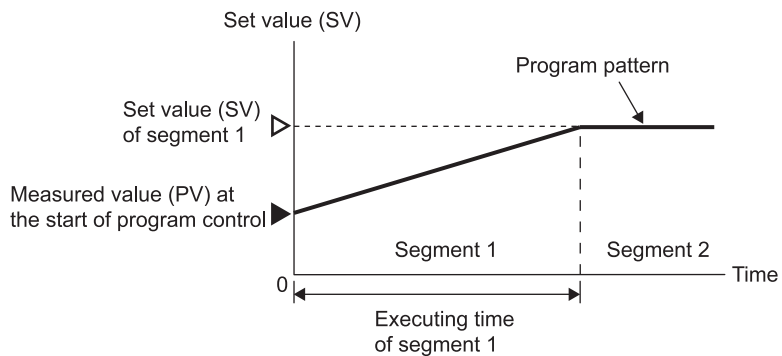 Set value (SV)
Program pattern
Set value (SV)
of segment 1
Measured value (PV) at
the start of program control
Segment 1
Segment 2
0
Time
Executing time
of segment 1